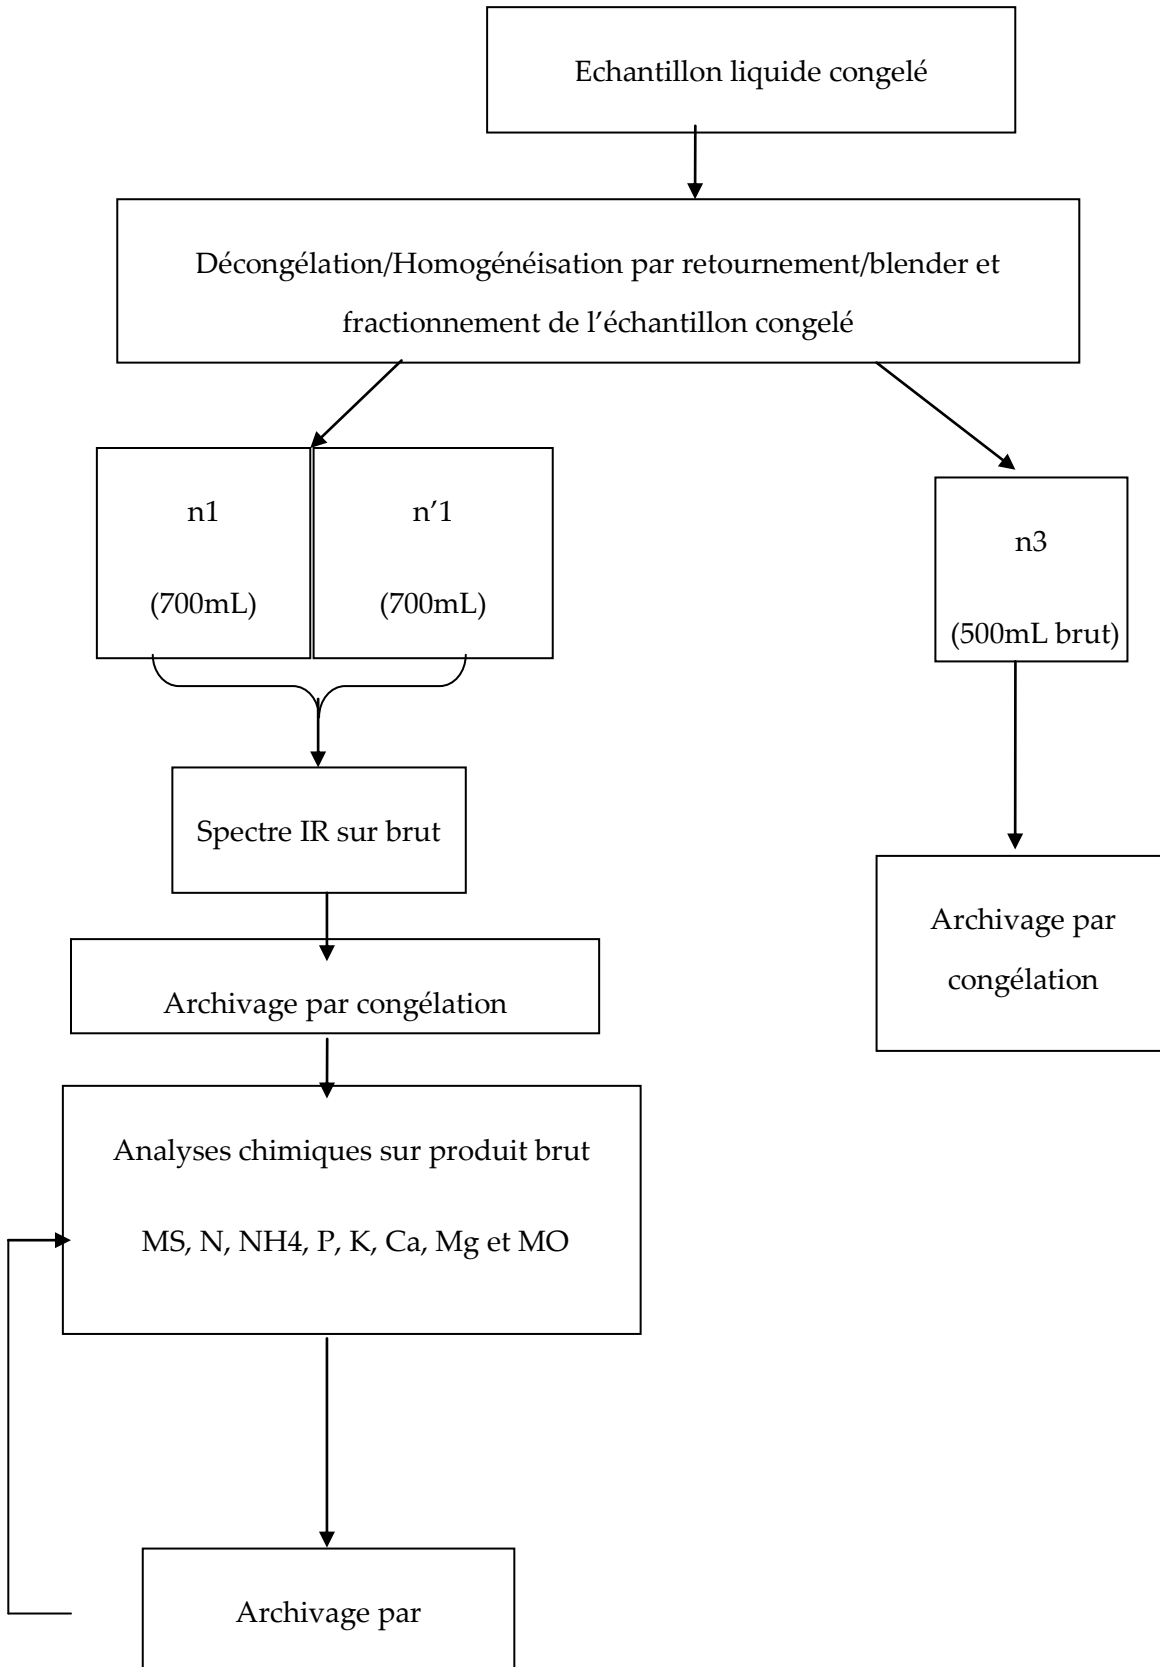 Echantillon liquide congelé
Décongélation/Homogénéisation par retournement/blender et
fractionnement de l’échantillon congelé
n1
(700mL)
n’1
(700mL)
n3
(500mL brut)
Spectre IR sur brut
Archivage par
congélation
Archivage par congélation
Analyses chimiques sur produit brut
MS, N, NH4, P, K, Ca, Mg et MO
Archivage par